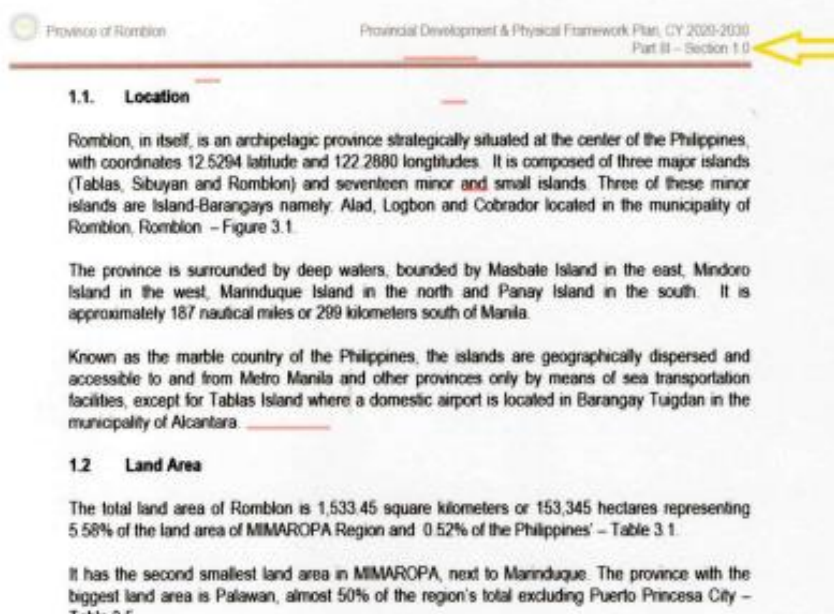 Province of Romblon
Provincial Development & Physical Framework Plan, CY 2020-2030
Part III – Section 1.0
1.1. Location
Romblon, in itself, is an archipelagic province strategically situated at the center of the Philippines,
with coordinates 12.5294 latitude and 122.2880 longtitudes. It is composed of three major islands
(Tablas, Sibuyan and Romblon) and seventeen minor and small islands. Three of these minor
islands are Island-Barangays namely: Alad, Logbon and Cobrador located in the municipality of
Romblon, Romblon – Figure 3.1.
The province is surrounded by deep waters, bounded by Masbate Island in the east, Mindoro
Island in the west, Marinduque Island in the north and Panay Island in the south. It is
approximately 187 nautical miles or 299 kilometers south of Manila.
Known as the marble country of the Philippines, the islands are geographically dispersed and
accessible to and from Metro Manila and other provinces only by means of sea transportation
facilities, except for Tablas Island where a domestic airport is located in Barangay Tuigdan in the
municipality of Alcantara.
1.2 Land Area
The total land area of Romblon is 1,533.45 square kilometers or 153,345 hectares representing
5.58% of the land area of MIMAROPA Region and 0.52% of the Philippines' – Table 3.1.
It has the second smallest land area in MIMAROPA, next to Marinduque. The province with the
biggest land area is Palawan, almost 50% of the region's total excluding Puerto Princesa City –